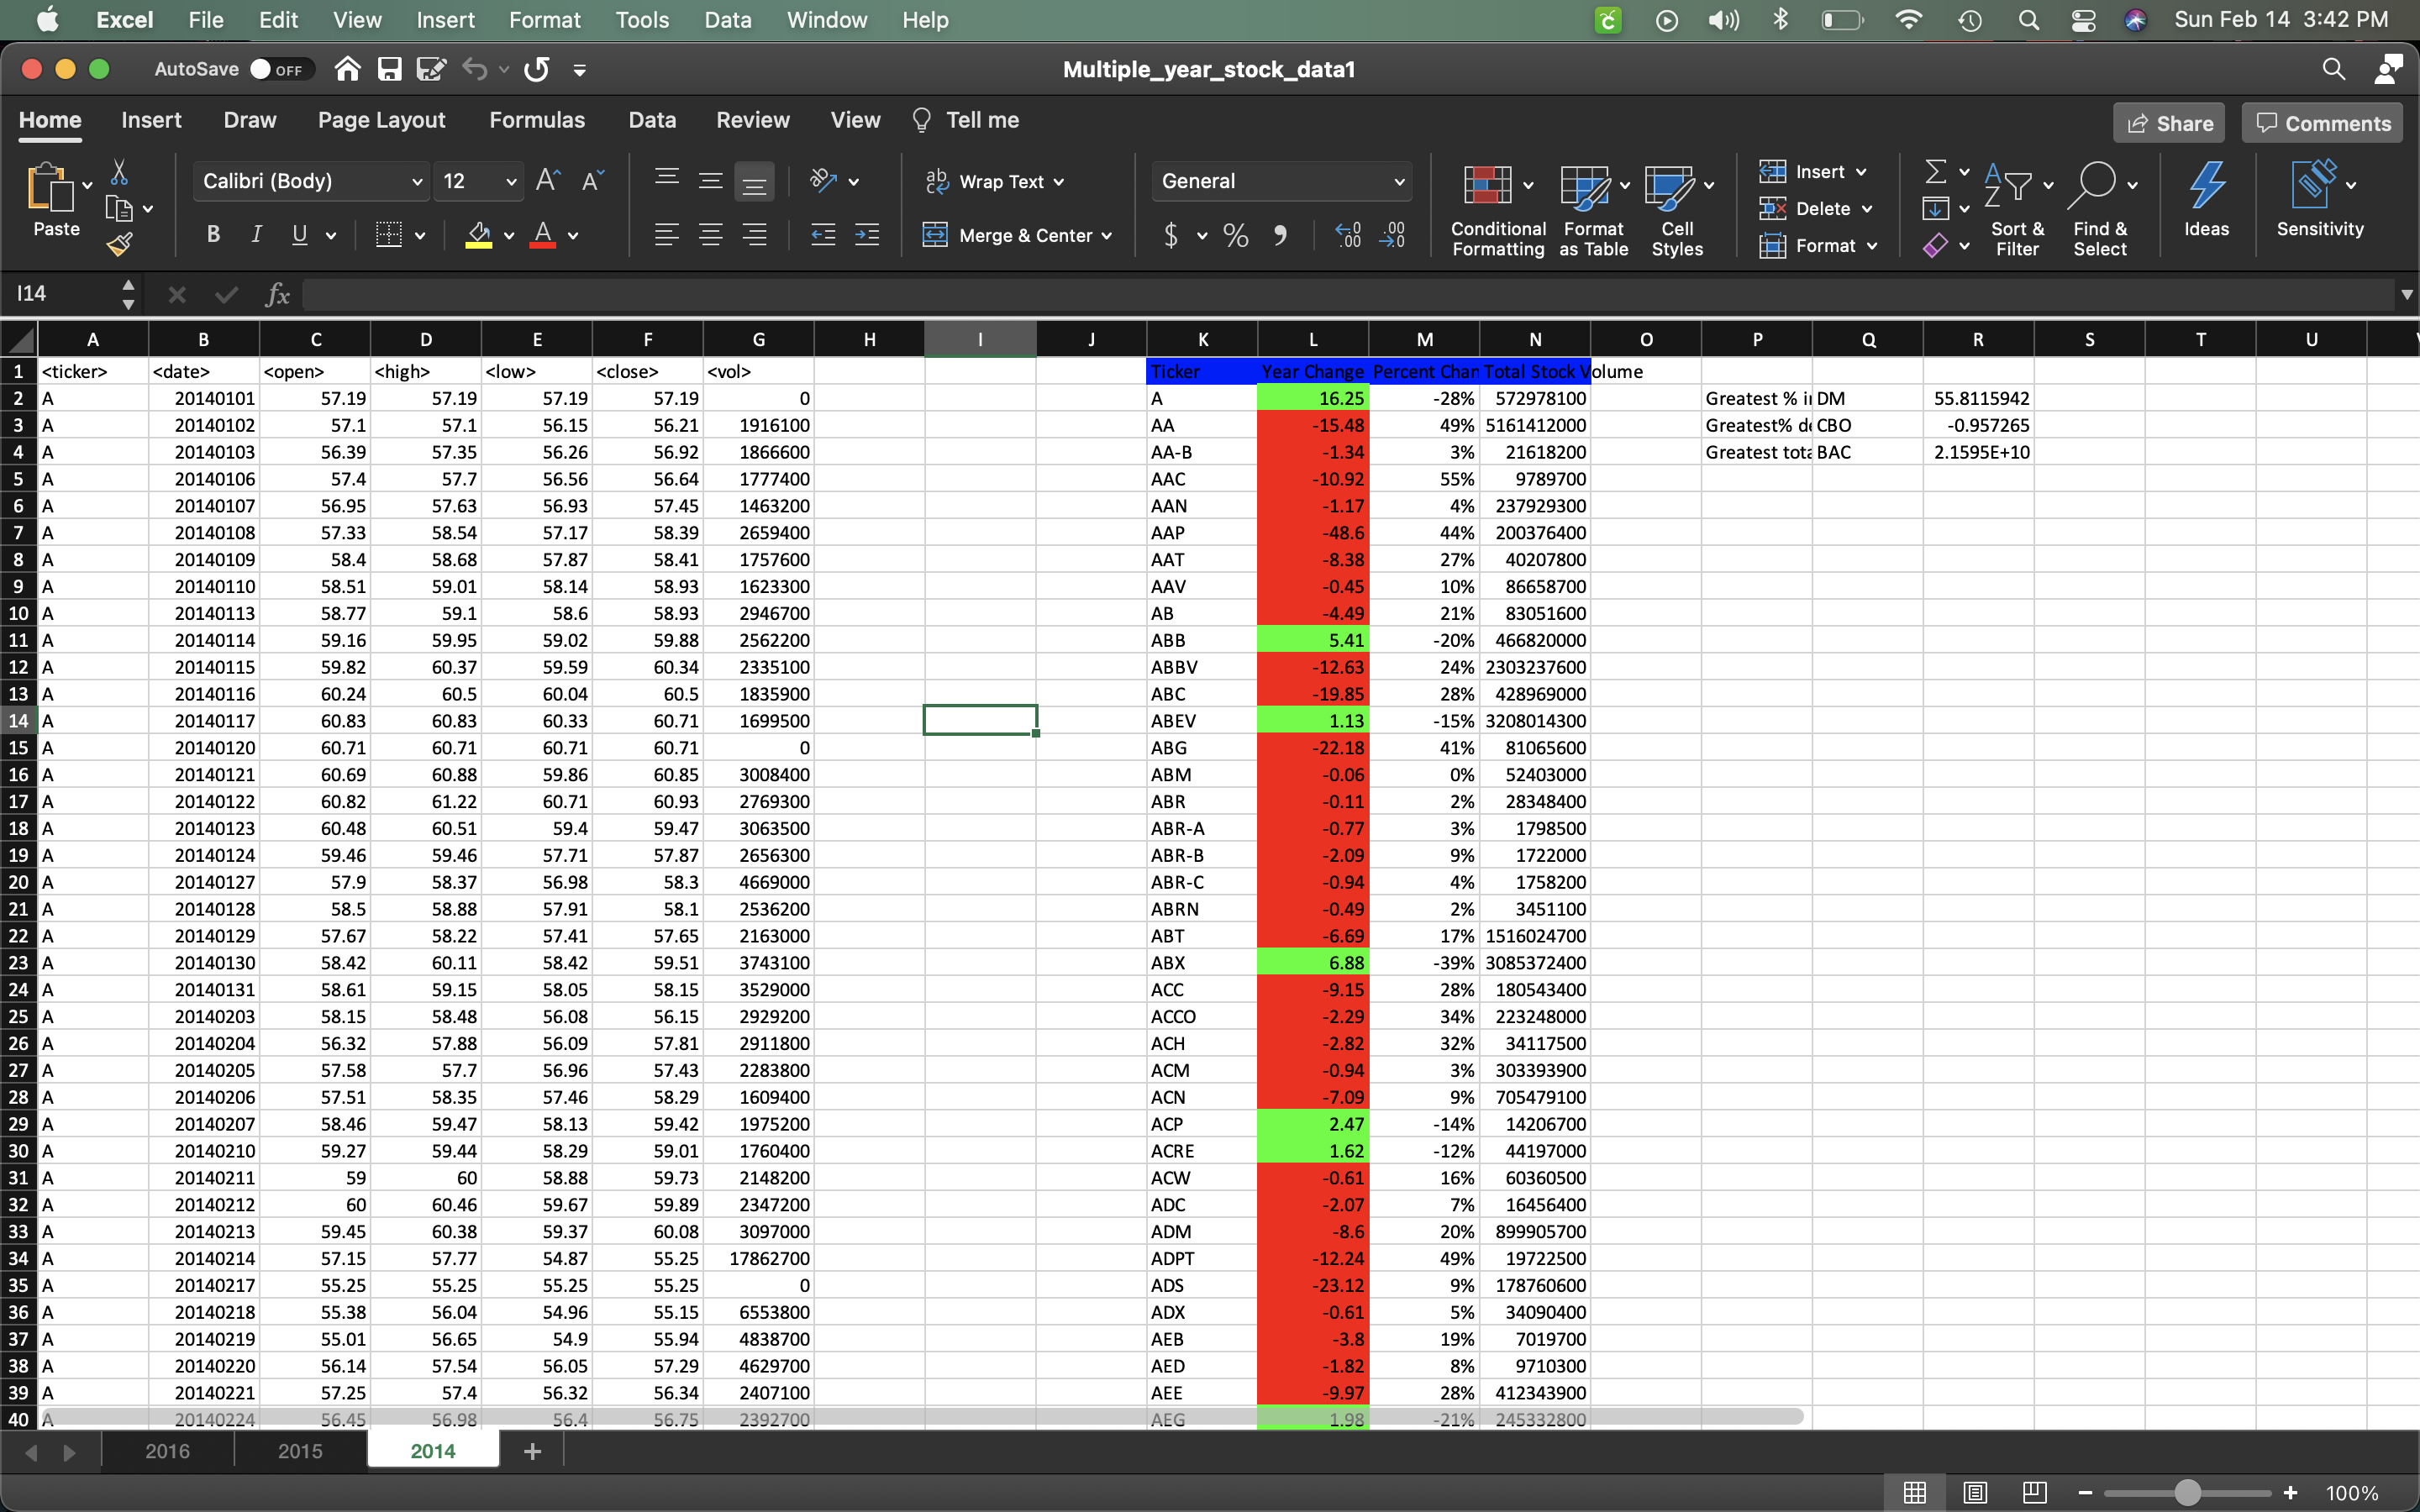 Excel File Edit View Insert Format Tools Data Window Help Sun Feb 14 3:42 PM
AutoSave OFF Multiple_year_stock_data1
Home Insert Draw Page Layout Formulas Data Review View Tell me Share Comments
Paste Calibri (Body) 12 Wrap Text General Conditional Formatting Format as Table Cell Styles Insert Delete Format Sort & Filter Find & Select Ideas Sensitivity
B I U Merge & Center $ %
I14 fx
A B C D E F G H I J K L M N O P Q R S T U
1 <ticker> <date> <open> <high> <low> <close> <vol> Ticker Year Change Percent Chan Total Stock Volume
2 A 20140101 57.19 57.19 57.19 57.19 0 A 16.25 -28% 572978100 Greatest % in DM 55.8115942
3 A 20140102 57.1 57.1 56.15 56.21 1916100 AA -15.48 49% 5161412000 Greatest% de CBO -0.957265
4 A 20140103 56.39 57.35 56.26 56.92 1866600 AA-B -1.34 3% 21618200 Greatest tota BAC 2.1595E+10
5 A 20140106 57.4 57.7 56.56 56.64 1777400 AAC -10.92 55% 9789700
6 A 20140107 56.95 57.63 56.93 57.45 1463200 AAN -1.17 4% 237929300
7 A 20140108 57.33 58.54 57.17 58.39 2659400 AAP -48.6 44% 200376400
8 A 20140109 58.4 58.68 57.87 58.41 1757600 AAT -8.38 27% 40207800
9 A 20140110 58.51 59.01 58.14 58.93 1623300 AAV -0.45 10% 86658700
10 A 20140113 58.77 59.1 58.6 58.93 2946700 AB -4.49 21% 83051600
11 A 20140114 59.16 59.95 59.02 59.88 2562200 ABB 5.41 -20% 466820000
12 A 20140115 59.82 60.37 59.59 60.34 2335100 ABBV -12.63 24% 2303237600
13 A 20140116 60.24 60.5 60.04 60.5 1835900 ABC -19.85 28% 428969000
14 A 20140117 60.83 60.83 60.33 60.71 1699500 ABEV 1.13 -15% 3208014300
15 A 20140120 60.71 60.71 60.71 60.71 0 ABG -22.18 41% 81065600
16 A 20140121 60.69 60.88 59.86 60.85 3008400 ABM -0.06 0% 52403000
17 A 20140122 60.82 61.22 60.71 60.93 2769300 ABR -0.11 2% 28348400
18 A 20140123 60.48 60.51 59.4 59.47 3063500 ABR-A -0.77 3% 1798500
19 A 20140124 59.46 59.46 57.71 57.87 2656300 ABR-B -2.09 9% 1722000
20 A 20140127 57.9 58.37 56.98 58.3 4669000 ABR-C -0.94 4% 1758200
21 A 20140128 58.5 58.88 57.91 58.1 2536200 ABRN -0.49 2% 3451100
22 A 20140129 57.67 58.22 57.41 57.65 2163000 ABT -6.69 17% 1516024700
23 A 20140130 58.42 60.11 58.42 59.51 3743100 ABX 6.88 -39% 3085372400
24 A 20140131 58.61 59.15 58.05 58.15 3529000 ACC -9.15 28% 180543400
25 A 20140203 58.15 58.48 56.08 56.15 2929200 ACCO -2.29 34% 223248000
26 A 20140204 56.32 57.88 56.09 57.81 2911800 ACH -2.82 32% 34117500
27 A 20140205 57.58 57.7 56.96 57.43 2283800 ACM -0.94 3% 303393900
28 A 20140206 57.51 58.35 57.46 58.29 1609400 ACN -7.09 9% 705479100
29 A 20140207 58.46 59.47 58.13 59.42 1975200 ACP 2.47 -14% 14206700
30 A 20140210 59.27 59.44 58.29 59.01 1760400 ACRE 1.62 -12% 44197000
31 A 20140211 59 60 58.88 59.73 2148200 ACW -0.61 16% 60360500
32 A 20140212 60 60.46 59.67 59.89 2347200 ADC -2.07 7% 16456400
33 A 20140213 59.45 60.38 59.37 60.08 3097000 ADM -8.6 20% 899905700
34 A 20140214 57.15 57.77 54.87 55.25 17862700 ADPT -12.24 49% 19722500
35 A 20140217 55.25 55.25 55.25 55.25 0 ADS -23.12 9% 178760600
36 A 20140218 55.38 56.04 54.96 55.15 6553800 ADX -0.61 5% 34090400
37 A 20140219 55.01 56.65 54.9 55.94 4838700 AEB -3.8 19% 7019700
38 A 20140220 56.14 57.54 56.05 57.29 4629700 AED -1.82 8% 9710300
39 A 20140221 57.25 57.4 56.32 56.34 2407100 AEE -9.97 28% 412343900
40 A 20140224 56.45 56.98 56.4 56.75 2392700 AEG 1.98 -21% 245332800
2016 2015 2014 +
100%